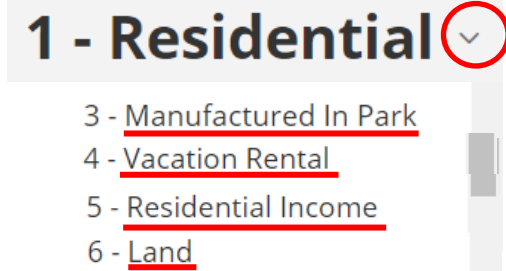 1 - Residential
3 - Manufactured In Park
4 - Vacation Rental
5 - Residential Income
6 - Land